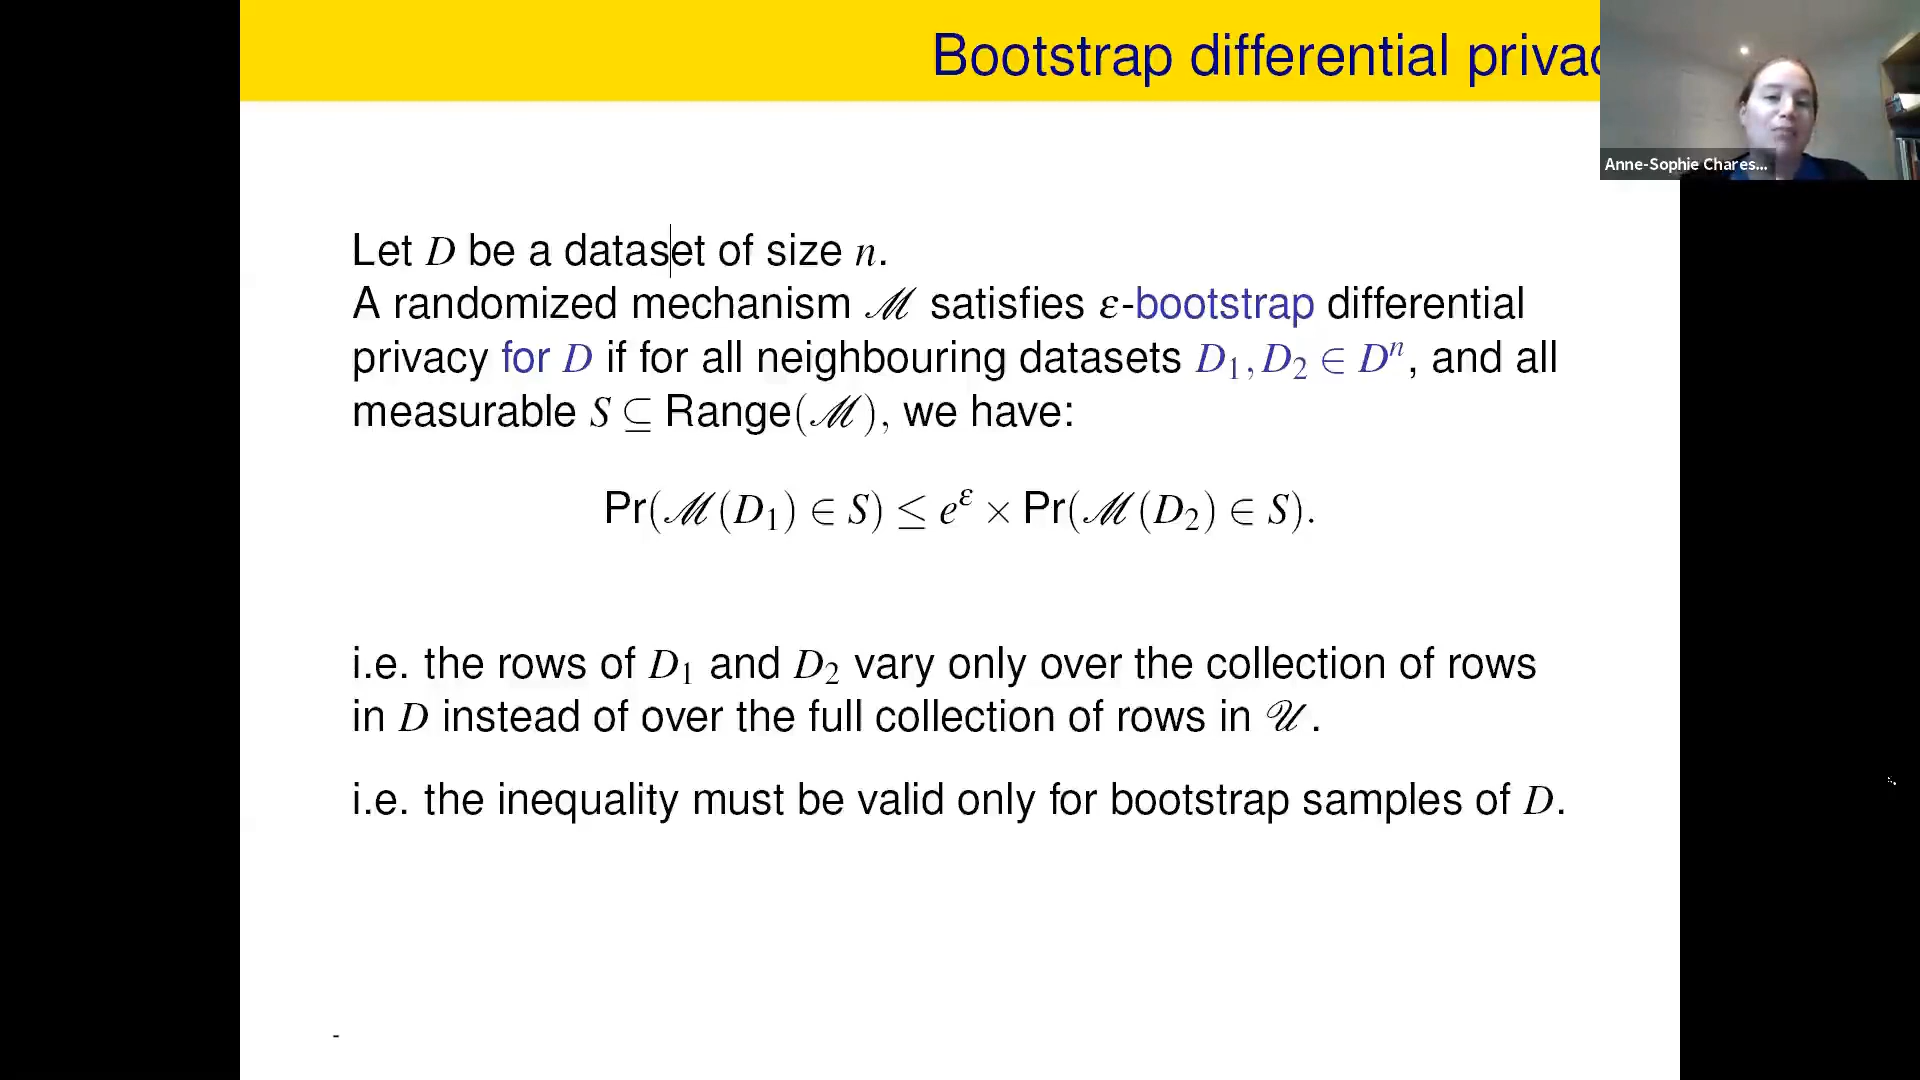 Bootstrap differential privac
Anne-Sophie Chares...
Let D be a dataset of size n.
A randomized mechanism ℳ satisfies ε-bootstrap differential
privacy for D if for all neighbouring datasets D₁, D₂ ∈ Dⁿ, and all
measurable S ⊆ Range(ℳ), we have:
Pr(ℳ(D₁) ∈ S) ≤ e^ε × Pr(ℳ(D₂) ∈ S).
i.e. the rows of D₁ and D₂ vary only over the collection of rows
in D instead of over the full collection of rows in 𝒰.
i.e. the inequality must be valid only for bootstrap samples of D.
-